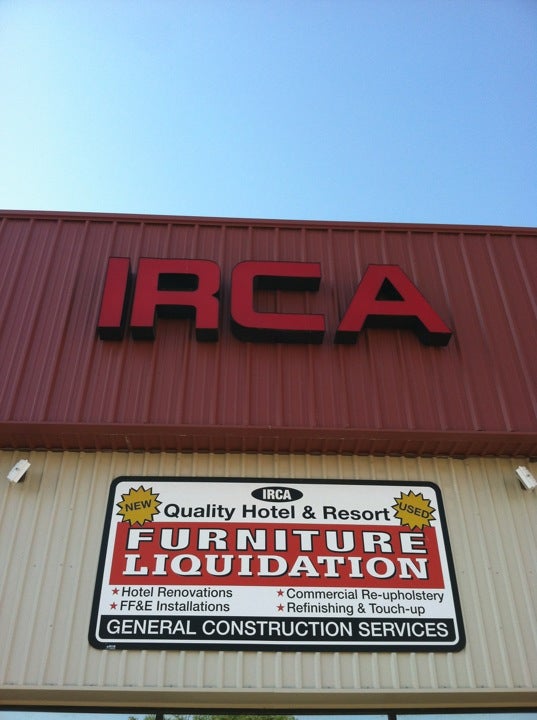 IRCA
IRCA
NEW
Quality Hotel & Resort
USED
FURNITURE
LIQUIDATION
★Hotel Renovations ★Commercial Re-upholstery
★FF&E Installations ★Refinishing & Touch-up
GENERAL CONSTRUCTION SERVICES